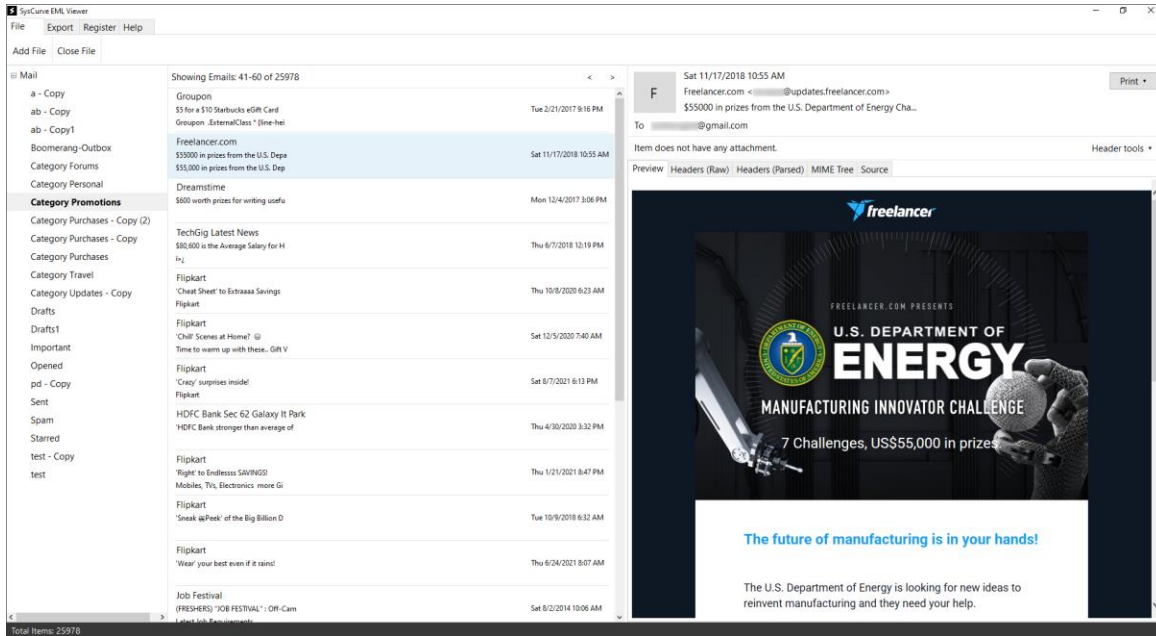 SysCurve EML Viewer
File Export Register Help
Add File Close File
Mail
a - Copy
ab - Copy
ab - Copy1
Boomerang-Outbox
Category Forums
Category Personal
Category Promotions
Category Purchases - Copy (2)
Category Purchases - Copy
Category Purchases
Category Travel
Category Updates - Copy
Drafts
Drafts1
Important
Opened
pd - Copy
Sent
Spam
Starred
test - Copy
test
Showing Emails: 41-60 of 25978 < >
Groupon
$5 for a $10 Starbucks eGift Card Tue 2/21/2017 9:16 PM
Groupon .ExternalClass * {line-hei
Freelancer.com
$55000 in prizes from the U.S. Depa Sat 11/17/2018 10:55 AM
$55,000 in prizes from the U.S. Dep
Dreamstime
$600 worth prizes for writing usefu Mon 12/4/2017 3:06 PM
TechGig Latest News
$80,600 is the Average Salary for H Thu 6/7/2018 12:19 PM
ï»¿
Flipkart
'Cheat Sheet' to Extraaaa Savings Thu 10/8/2020 6:23 AM
Flipkart
Flipkart
'Chill' Scenes at Home? Sat 12/5/2020 7:40 AM
Time to warm up with these.. Gift V
Flipkart
'Crazy' surprises inside! Sat 8/7/2021 6:13 PM
Flipkart
HDFC Bank Sec 62 Galaxy It Park
'HDFC Bank stronger than average of Thu 4/30/2020 3:32 PM
Flipkart
'Right' to Endlessss SAVINGS! Thu 1/21/2021 8:47 PM
Mobiles, TVs, Electronics more Gi
Flipkart
'Sneak Peek' of the Big Billion D Tue 10/9/2018 6:32 AM
Flipkart
'Wear' your best even if it rains! Thu 6/24/2021 8:07 AM
Job Festival
(FRESHERS) "JOB FESTIVAL" : Off-Cam Sat 8/2/2014 10:06 AM
Latest Job Requirements
F
Sat 11/17/2018 10:55 AM
Freelancer.com < @updates.freelancer.com>
$55000 in prizes from the U.S. Department of Energy Cha...
To @gmail.com
Print
Item does not have any attachment. Header tools
Preview Headers (Raw) Headers (Parsed) MIME Tree Source
freelancer
FREELANCER.COM PRESENTS
U.S. DEPARTMENT OF
ENERGY
MANUFACTURING INNOVATOR CHALLENGE
7 Challenges, US$55,000 in prizes
The future of manufacturing is in your hands!
The U.S. Department of Energy is looking for new ideas to
reinvent manufacturing and they need your help.
Total Items: 25978